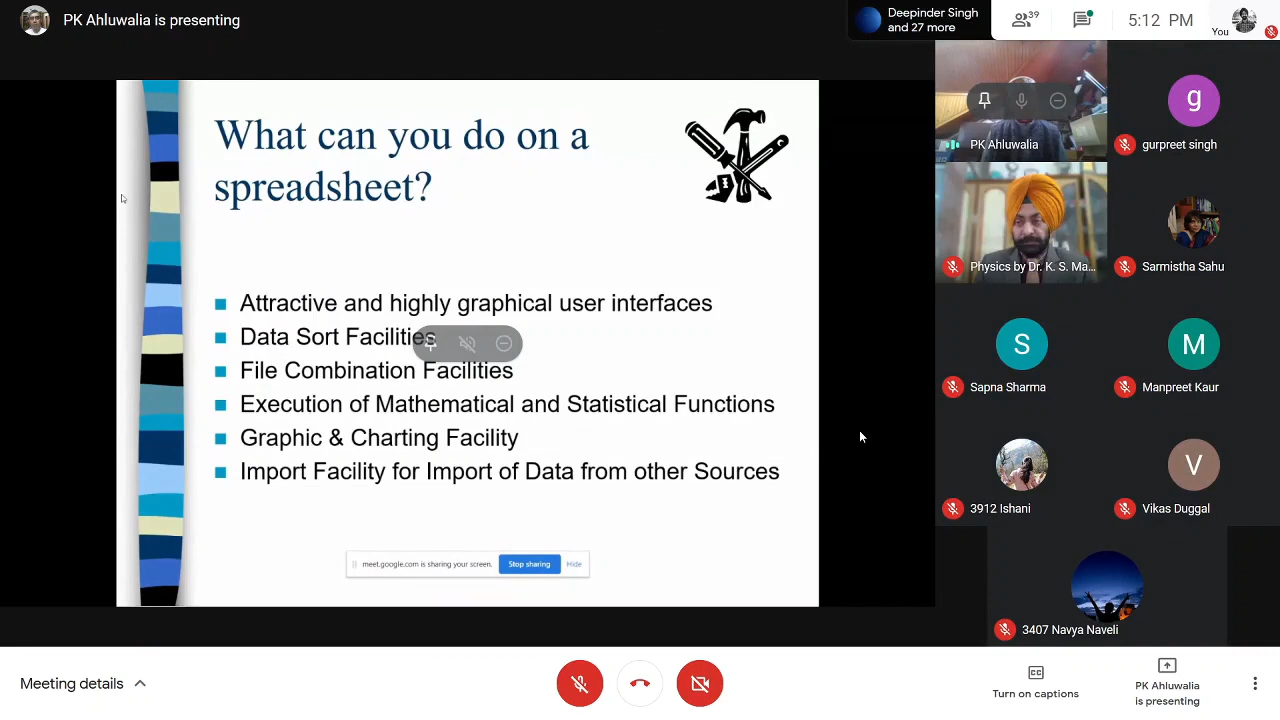 PK Ahluwalia is presenting
Deepinder Singh
and 27 more
39
5:12 PM
You
What can you do on a
spreadsheet?
Attractive and highly graphical user interfaces
Data Sort Facilities
File Combination Facilities
Execution of Mathematical and Statistical Functions
Graphic & Charting Facility
Import Facility for Import of Data from other Sources
meet.google.com is sharing your screen.
Stop sharing
Hide
PK Ahluwalia
g
gurpreet singh
Physics by Dr. K. S. Ma...
Sarmistha Sahu
S
Sapna Sharma
M
Manpreet Kaur
3912 Ishani
V
Vikas Duggal
3407 Navya Naveli
Meeting details
CC
Turn on captions
PK Ahluwalia
is presenting